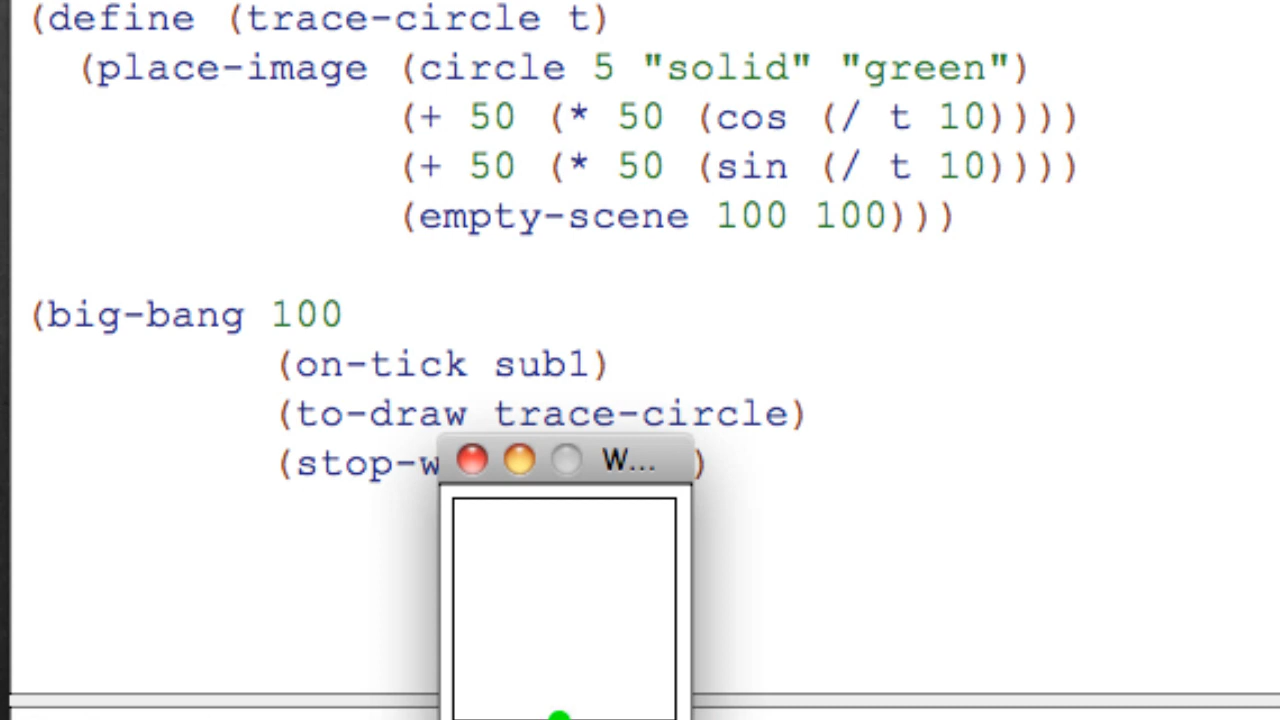 (define (trace-circle t)
(place-image (circle 5 "solid" "green")
(+ 50 (* 50 (cos (/ t 10))))
(+ 50 (* 50 (sin (/ t 10))))
(empty-scene 100 100)))
(big-bang 100
(on-tick sub1)
(to-draw trace-circle)
(stop-w )
W...